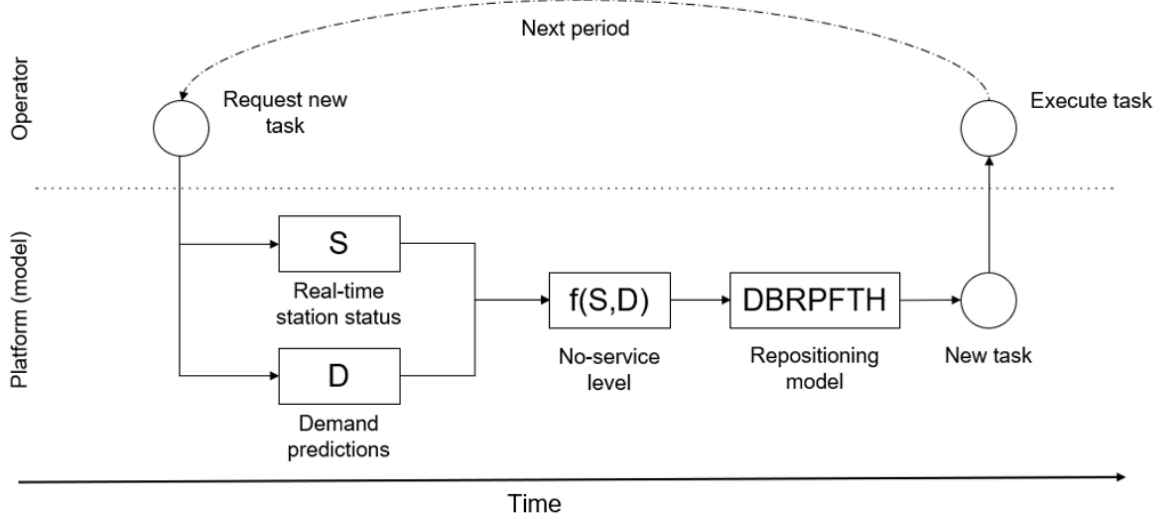 Next period
Operator
Request new
task
Execute task
Platform (model)
S
Real-time
station status
D
Demand
predictions
f(S,D)
No-service
level
DBRPFTH
Repositioning
model
New task
Time